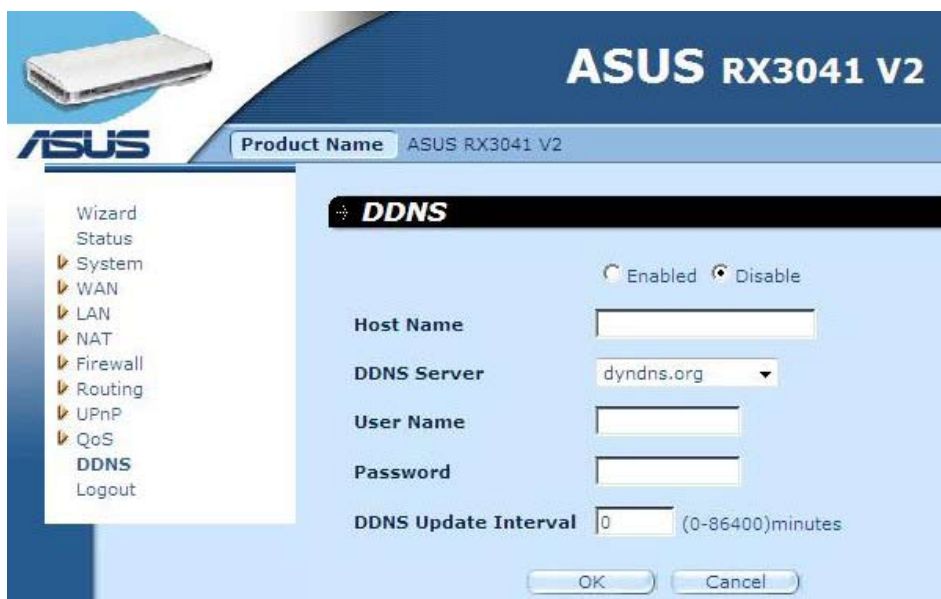 ASUS RX3041 V2
ASUS
Product Name ASUS RX3041 V2
Wizard
Status
System
WAN
LAN
NAT
Firewall
Routing
UPnP
QoS
DDNS
Logout
DDNS
Enabled Disable
Host Name
DDNS Server dyndns.org
User Name
Password
DDNS Update Interval 0 (0-86400)minutes
OK Cancel